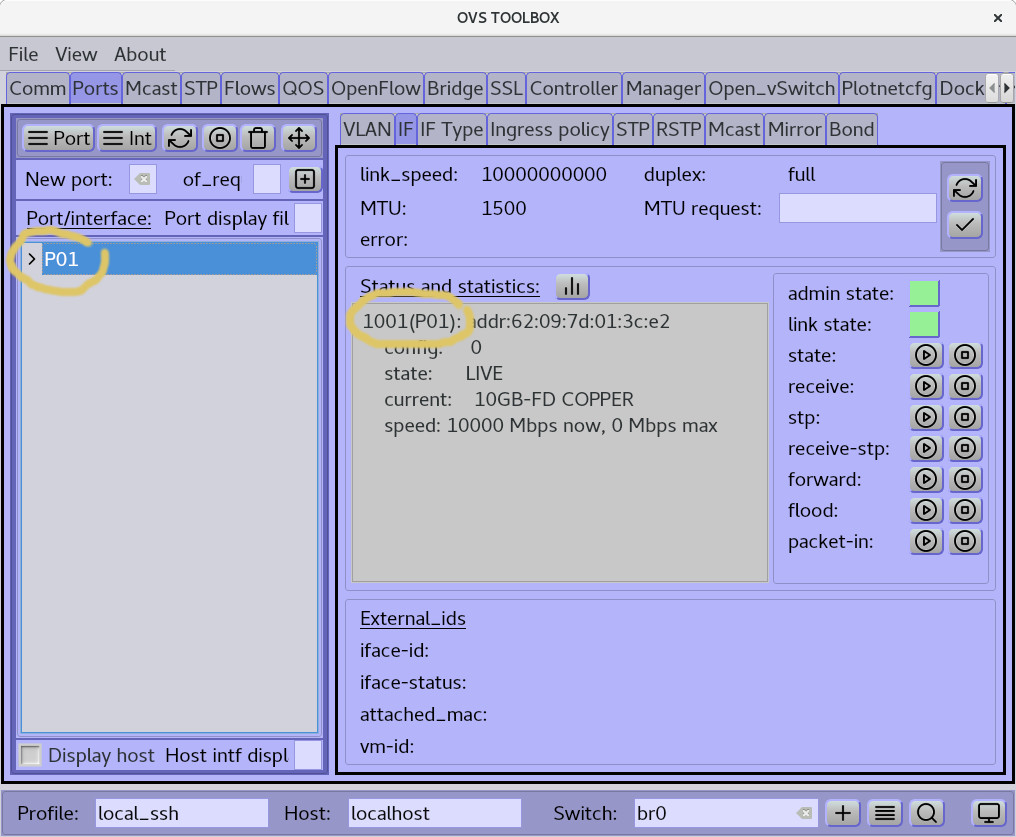 OVS TOOLBOX
×
File View About
Comm Ports Mcast STP Flows QOS OpenFlow Bridge SSL Controller Manager Open_vSwitch Plotnetcfg Dock
Port Int
New port: of_req
Port/interface: Port display fil
P01
Display host Host intf displ
VLAN IF IF Type Ingress policy STP RSTP Mcast Mirror Bond
link_speed: 10000000000 duplex: full
MTU: 1500 MTU request:
error:
Status and statistics:
1001(P01): addr:62:09:7d:01:3c:e2
config: 0
state: LIVE
current: 10GB-FD COPPER
speed: 10000 Mbps now, 0 Mbps max
admin state:
link state:
state:
receive:
stp:
receive-stp:
forward:
flood:
packet-in:
External_ids
iface-id:
iface-status:
attached_mac:
vm-id:
Profile: local_ssh Host: localhost Switch: br0